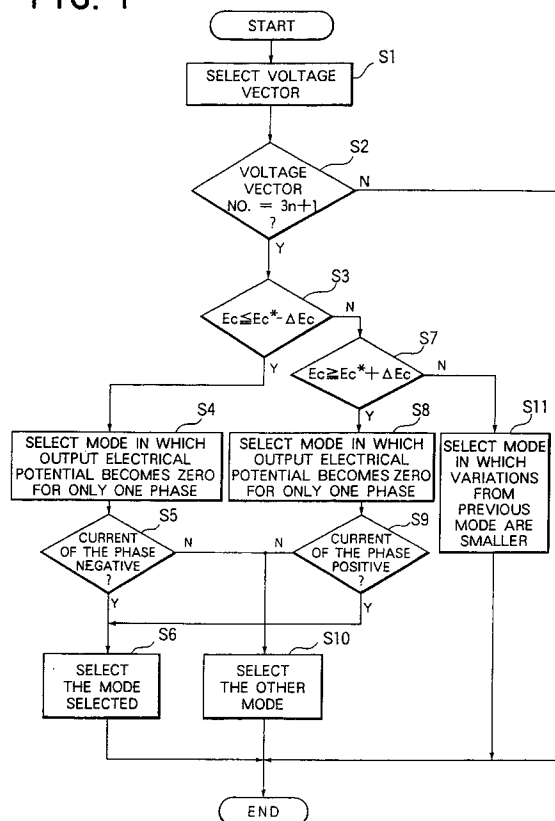 START
S1
SELECT VOLTAGE
VECTOR
S2
VOLTAGE
VECTOR
NO. = 3n+1
?
N
Y
S3
Ec≦Ec*-ΔEc
N
Y
S7
Ec≧Ec*+ΔEc
N
Y
S4
SELECT MODE IN WHICH
OUTPUT ELECTRICAL
POTENTIAL BECOMES ZERO
FOR ONLY ONE PHASE
S8
SELECT MODE IN WHICH
OUTPUT ELECTRICAL
POTENTIAL BECOMES ZERO
FOR ONLY ONE PHASE
S11
SELECT MODE
IN WHICH
VARIATIONS
FROM
PREVIOUS
MODE ARE
SMALLER
S5
CURRENT
OF THE PHASE
NEGATIVE
?
N
Y
S9
CURRENT
OF THE PHASE
POSITIVE
?
N
Y
S6
SELECT
THE MODE
SELECTED
S10
SELECT
THE OTHER
MODE
END